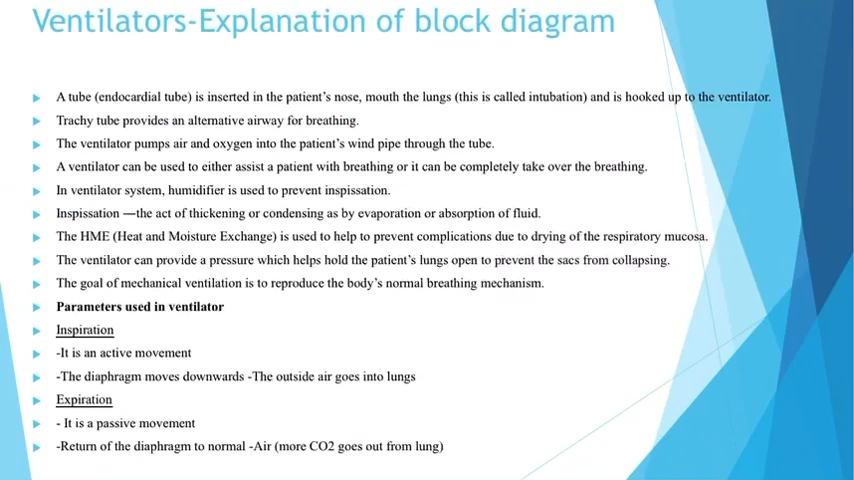 Ventilators-Explanation of block diagram
A tube (endocardial tube) is inserted in the patient's nose, mouth the lungs (this is called intubation) and is hooked up to the ventilator.
Trachy tube provides an alternative airway for breathing.
The ventilator pumps air and oxygen into the patient's wind pipe through the tube.
A ventilator can be used to either assist a patient with breathing or it can be completely take over the breathing.
In ventilator system, humidifier is used to prevent inspissation.
Inspissation —the act of thickening or condensing as by evaporation or absorption of fluid.
The HME (Heat and Moisture Exchange) is used to help to prevent complications due to drying of the respiratory mucosa.
The ventilator can provide a pressure which helps hold the patient's lungs open to prevent the sacs from collapsing.
The goal of mechanical ventilation is to reproduce the body's normal breathing mechanism.
Parameters used in ventilator
Inspiration
-It is an active movement
-The diaphragm moves downwards -The outside air goes into lungs
Expiration
- It is a passive movement
-Return of the diaphragm to normal -Air (more CO2 goes out from lung)